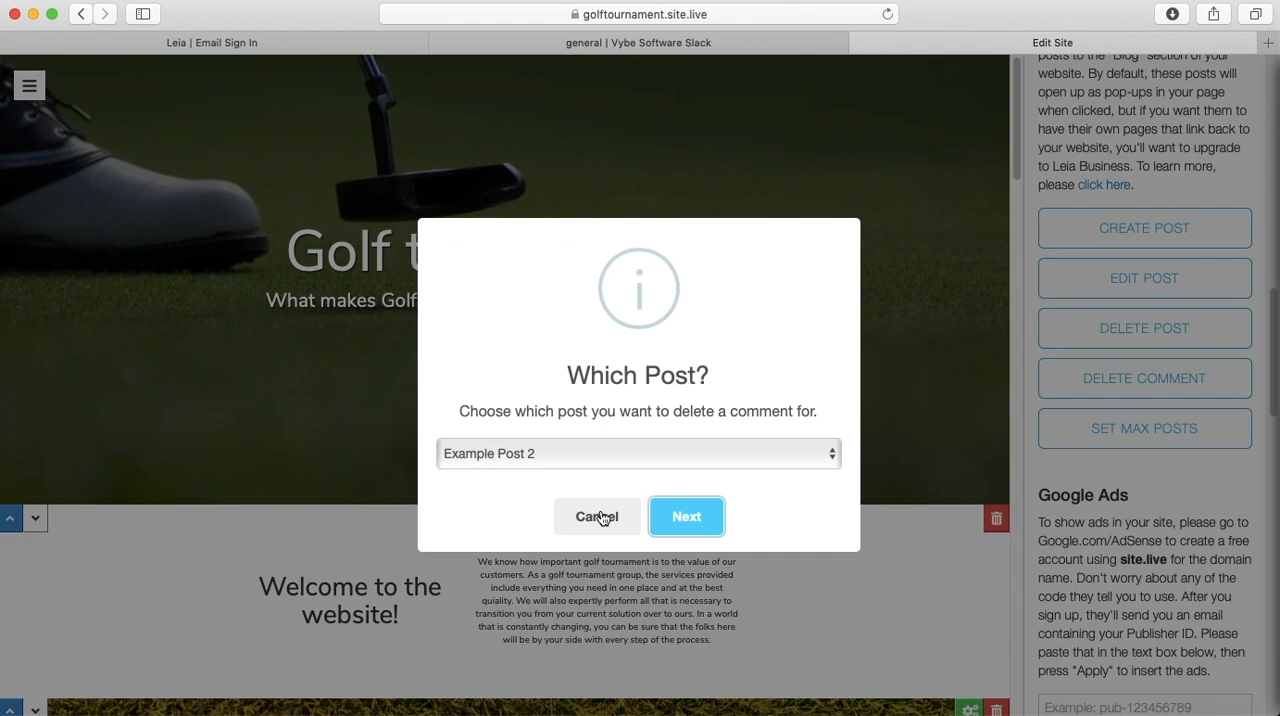 golftournament.site.live
Leia | Email Sign In
general | Vybe Software Slack
Edit Site
posts to the "Blog" section of your
website. By default, these posts will
open up as pop-ups in your page
when clicked, but if you want them to
have their own pages that link back to
your website, you'll want to upgrade
to Leia Business. To learn more,
please click here.
CREATE POST
EDIT POST
DELETE POST
DELETE COMMENT
SET MAX POSTS
Google Ads
To show ads in your site, please go to
Google.com/AdSense to create a free
account using site.live for the domain
name. Don't worry about any of the
code they tell you to use. After you
sign up, they'll send you an email
containing your Publisher ID. Please
paste that in the text box below, then
press "Apply" to insert the ads.
Example: pub-123456789
Golf t
What makes Golf
Which Post?
Choose which post you want to delete a comment for.
Example Post 2
Cancel
Next
Welcome to the
website!
We know how important golf tournament is to the value of our
customers. As a golf tournament group, the services provided
include everything you need in one place and at the best
quiality. We will also expertly perform all that is necessary to
transition you from your current solution over to ours. In a world
that is constantly changing, you can be sure that the folks here
will be by your side with every step of the process.